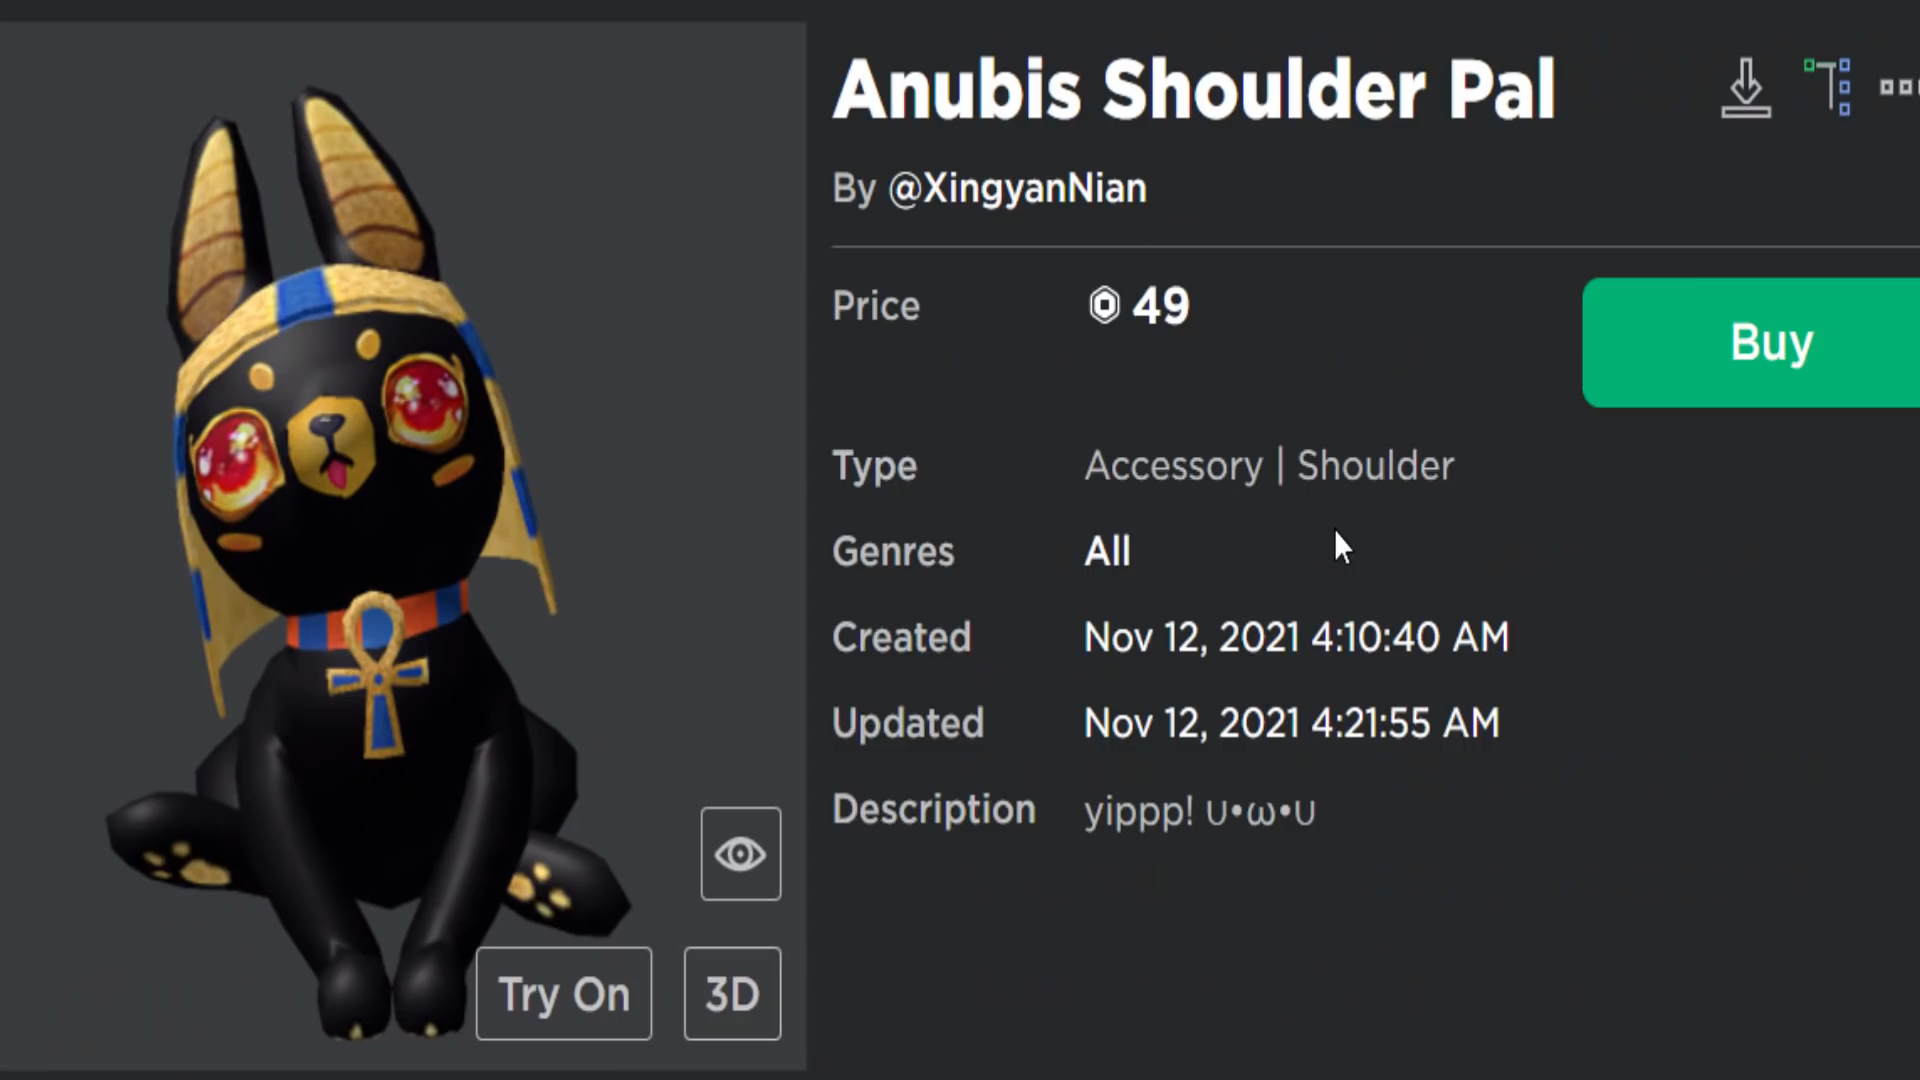 Anubis Shoulder Pal
By @XingyanNian
Price 49
Buy
Type Accessory | Shoulder
Genres All
Created Nov 12, 2021 4:10:40 AM
Updated Nov 12, 2021 4:21:55 AM
Description yippp! ∪•ω•∪
Try On
3D